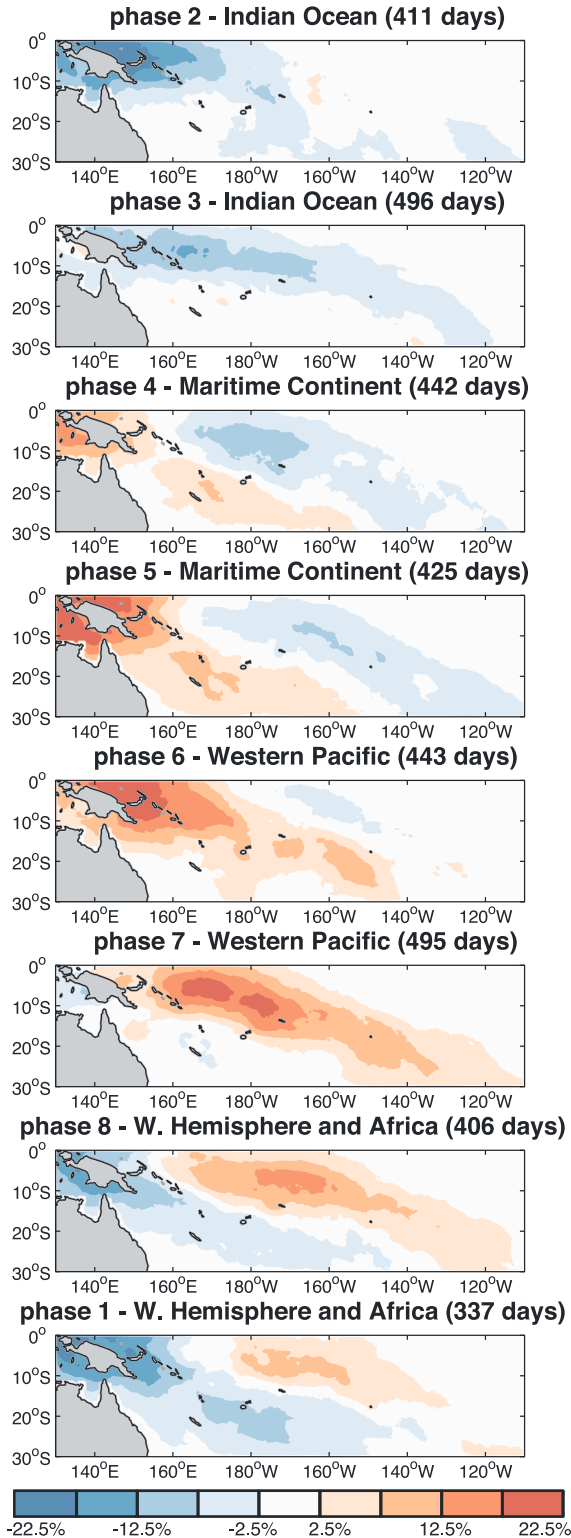 phase 2 - Indian Ocean (411 days)
0°
10°S
20°S
30°S
140°E 160°E 180°W 160°W 140°W 120°W
phase 3 - Indian Ocean (496 days)
0°
10°S
20°S
30°S
140°E 160°E 180°W 160°W 140°W 120°W
phase 4 - Maritime Continent (442 days)
0°
10°S
20°S
30°S
140°E 160°E 180°W 160°W 140°W 120°W
phase 5 - Maritime Continent (425 days)
0°
10°S
20°S
30°S
140°E 160°E 180°W 160°W 140°W 120°W
phase 6 - Western Pacific (443 days)
0°
10°S
20°S
30°S
140°E 160°E 180°W 160°W 140°W 120°W
phase 7 - Western Pacific (495 days)
0°
10°S
20°S
30°S
140°E 160°E 180°W 160°W 140°W 120°W
phase 8 - W. Hemisphere and Africa (406 days)
0°
10°S
20°S
30°S
140°E 160°E 180°W 160°W 140°W 120°W
phase 1 - W. Hemisphere and Africa (337 days)
0°
10°S
20°S
30°S
140°E 160°E 180°W 160°W 140°W 120°W
-22.5% -12.5% -2.5% 2.5% 12.5% 22.5%